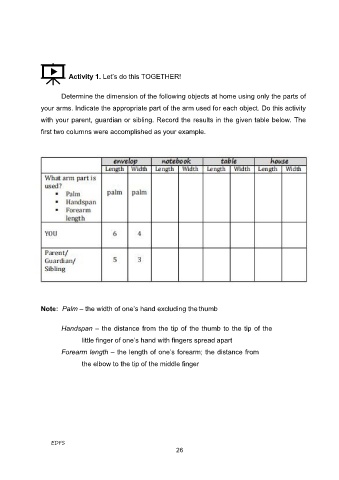 Activity 1. Let's do this TOGETHER!
Determine the dimension of the following objects at home using only the parts of
your arms. Indicate the appropriate part of the arm used for each object. Do this activity
with your parent, guardian or sibling. Record the results in the given table below. The
first two columns were accomplished as your example.
envelop notebook table house
Length Width Length Width Length Width Length Width
What arm part is
used?
▪ Palm
▪ Handspan
▪ Forearm
length
palm palm
YOU 6 4
Parent/
Guardian/
Sibling
5 3
Note: Palm – the width of one's hand excluding the thumb
Handspan – the distance from the tip of the thumb to the tip of the
little finger of one's hand with fingers spread apart
Forearm length – the length of one's forearm; the distance from
the elbow to the tip of the middle finger
EDFS
26